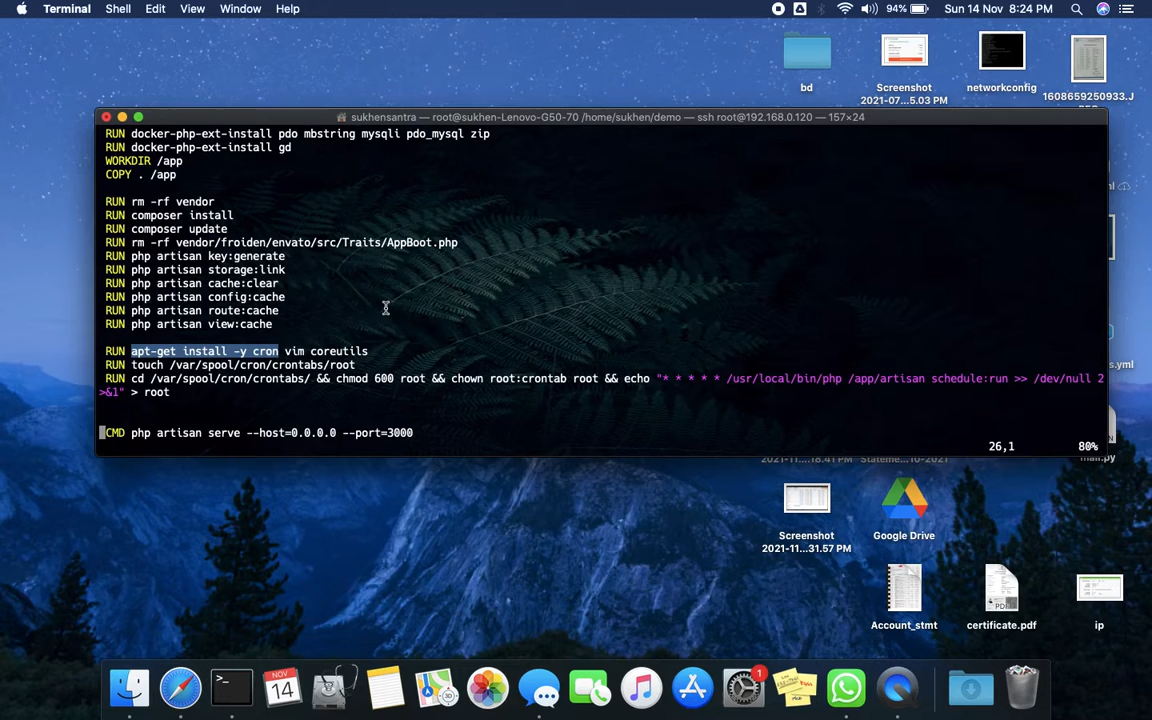 Terminal Shell Edit View Window Help
94% Sun 14 Nov 8:24 PM
bd
Screenshot
2021-07...5.03 PM
networkconfig
1608659250933.J
sukhensantra — root@sukhen-Lenovo-G50-70 /home/sukhen/demo — ssh root@192.168.0.120 — 157×24
RUN docker-php-ext-install pdo mbstring mysqli pdo_mysql zip
RUN docker-php-ext-install gd
WORKDIR /app
COPY . /app
RUN rm -rf vendor
RUN composer install
RUN composer update
RUN rm -rf vendor/froiden/envato/src/Traits/AppBoot.php
RUN php artisan key:generate
RUN php artisan storage:link
RUN php artisan cache:clear
RUN php artisan config:cache
RUN php artisan route:cache
RUN php artisan view:cache
RUN apt-get install -y cron vim coreutils
RUN touch /var/spool/cron/crontabs/root
RUN cd /var/spool/cron/crontabs/ && chmod 600 root && chown root:crontab root && echo "* * * * * /usr/local/bin/php /app/artisan schedule:run >> /dev/null 2
>&1" > root
CMD php artisan serve --host=0.0.0.0 --port=3000
26,1 80%
s.yml
mail.py
Screenshot
2021-11...31.57 PM
Google Drive
Account_stmt
certificate.pdf
PDF
ip
NOV
14
1